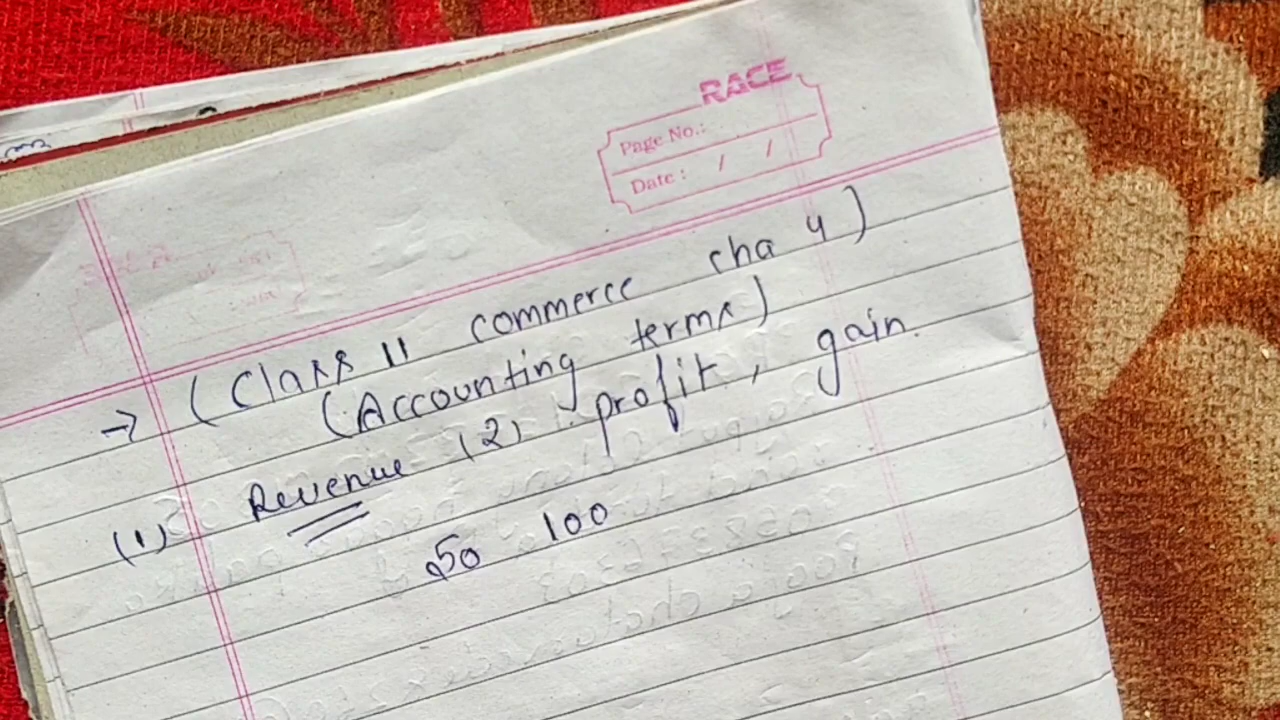 RACE
Page No.:
Date : / /
→ (Class 11 commerce cha 4)
(Accounting terms)
(1) Revenue (2) profit, gain.
50 100